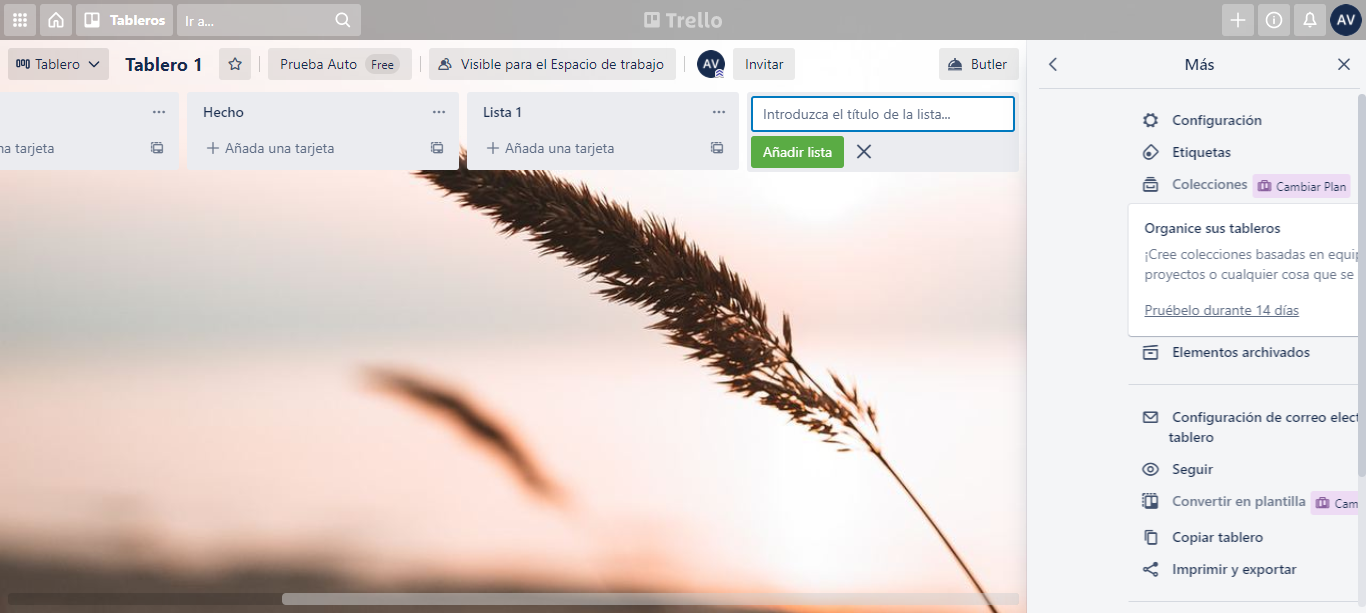 Tableros
Ir a...
Trello
AV
Tablero
Tablero 1
Prueba Auto Free
Visible para el Espacio de trabajo
AV
Invitar
Butler
Más
Hecho
Lista 1
Introduzca el título de la lista...
na tarjeta
Añada una tarjeta
Añada una tarjeta
Añadir lista
Configuración
Etiquetas
Colecciones
Cambiar Plan
Organice sus tableros
¡Cree colecciones basadas en equip
proyectos o cualquier cosa que se
Pruébelo durante 14 días
Elementos archivados
Configuración de correo elect
tablero
Seguir
Convertir en plantilla
Cam
Copiar tablero
Imprimir y exportar